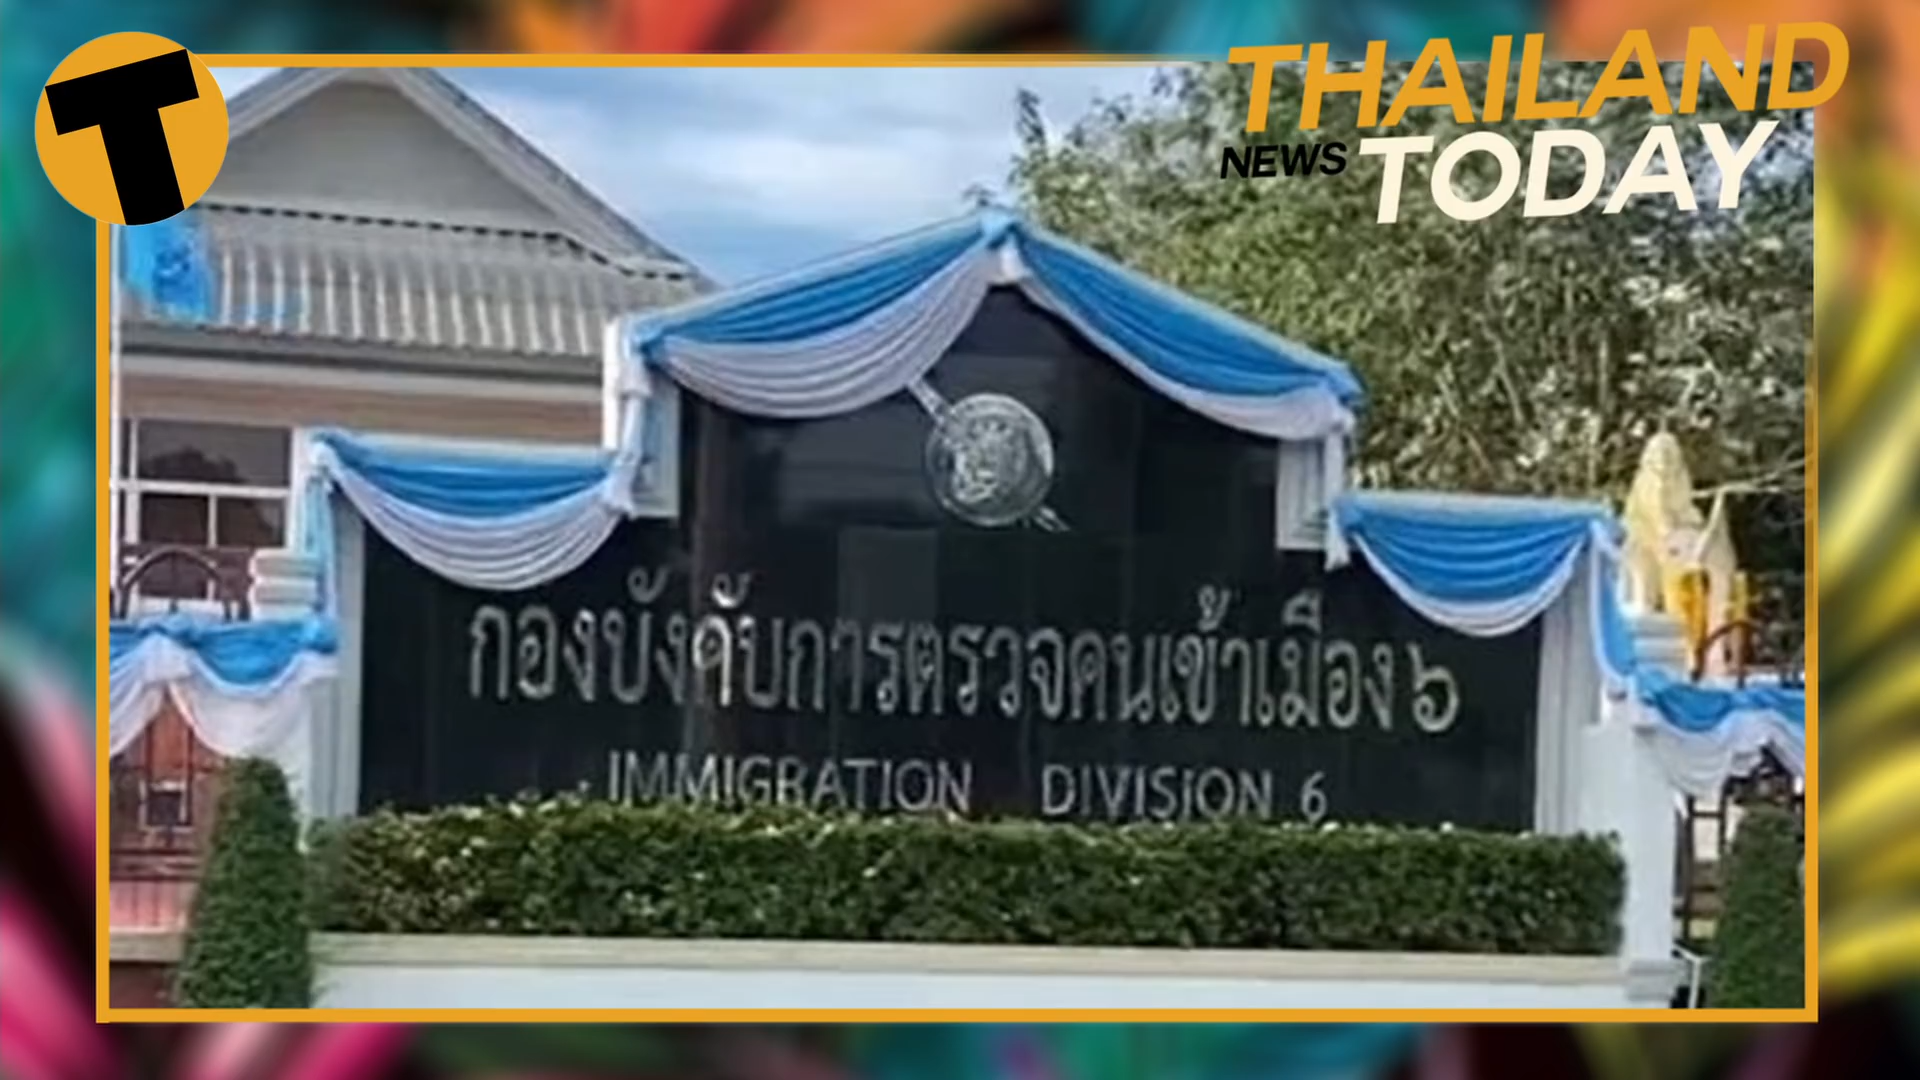 T
THAILAND
NEWS TODAY
กองบังคับการตรวจคนเข้าเมือง ๖
IMMIGRATION DIVISION 6